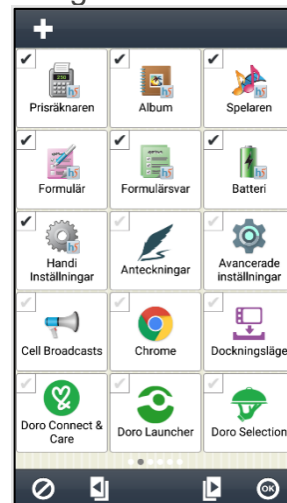 Prisräknaren Album Spelaren
Formulär Formulärsvar Batteri
Handi
Inställningar Anteckningar Avancerade
inställningar
Cell Broadcasts Chrome Dockningsläge
Doro Connect &
Care Doro Launcher Doro Selection
OK